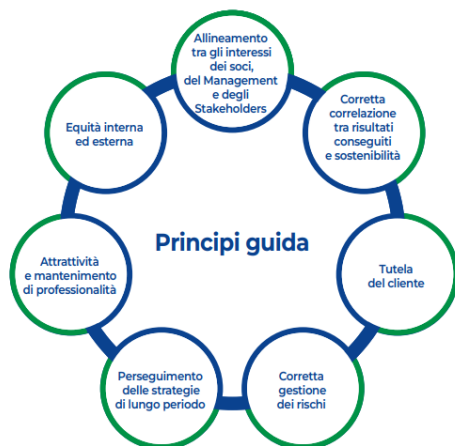 Allineamento
tra gli interessi
dei soci,
del Management
e degli
Stakeholders
Corretta
correlazione
tra risultati
conseguiti
e sostenibilità
Equità interna
ed esterna
Principi guida
Attrattività
e mantenimento
di professionalità
Tutela
del cliente
Perseguimento
delle strategie
di lungo periodo
Corretta
gestione
dei rischi